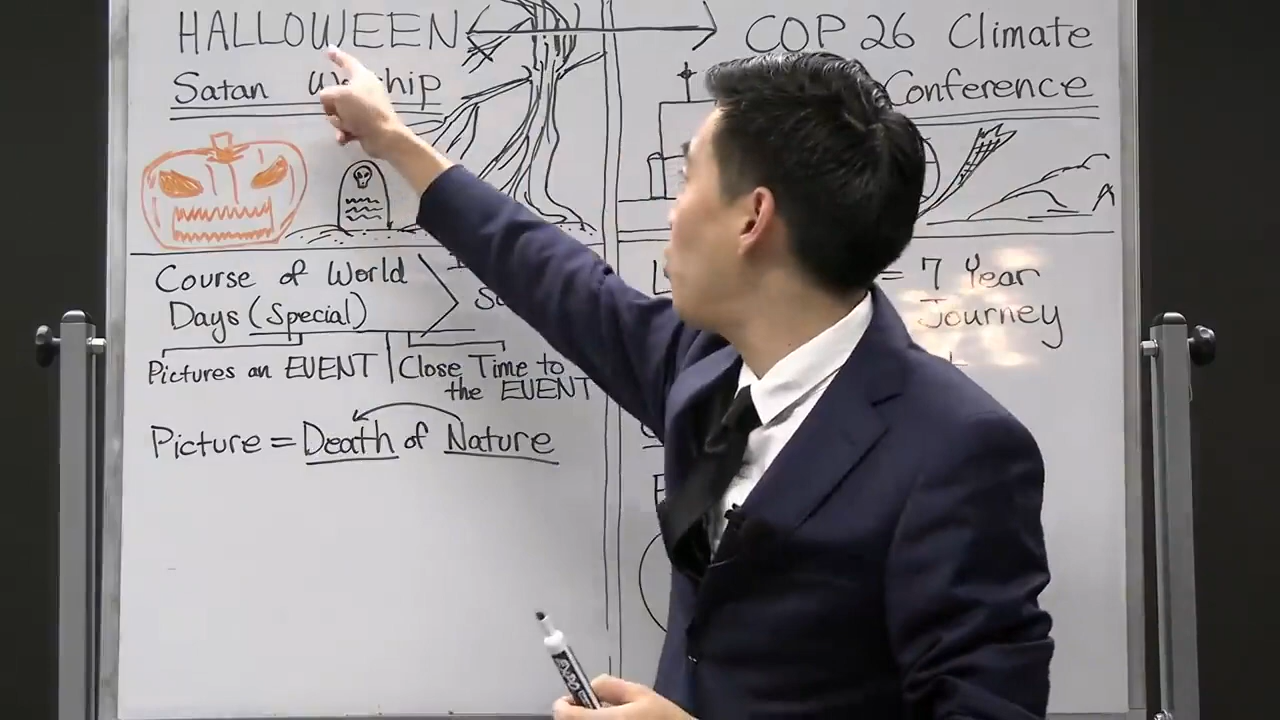 HALLOWEEN
Satan Worship
Course of World
Days (Special)
Pictures an EVENT
Close Time to
the EVENT
Picture = Death of Nature
COP 26 Climate
Conference
= 7 Year
Journey